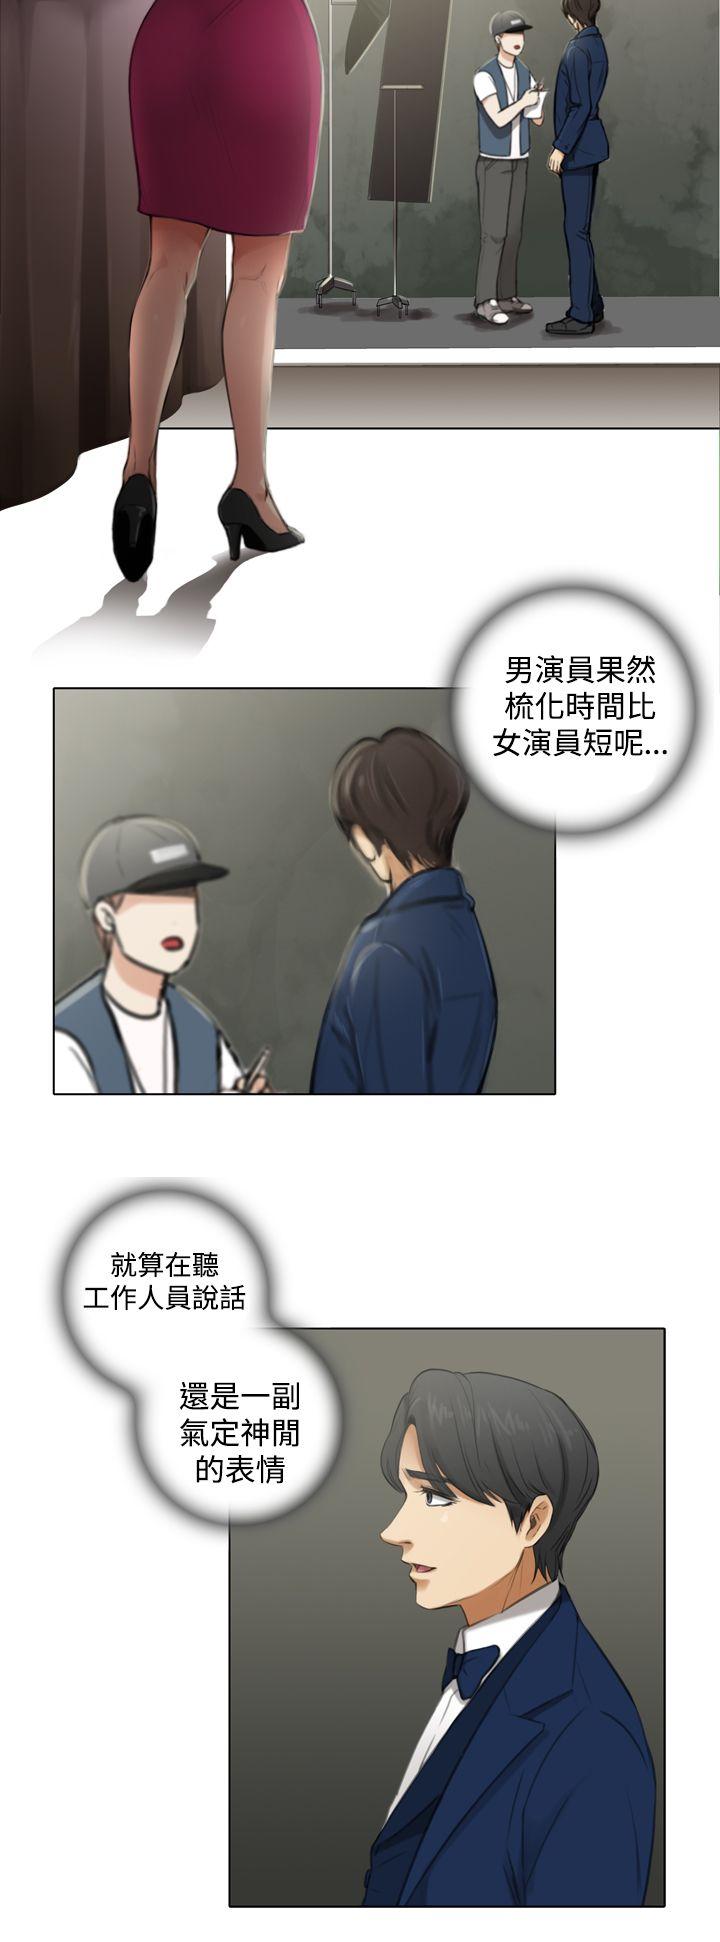 男演員果然
梳化時間比
女演員短呢...
就算在聽
工作人員說話
還是一副
氣定神閒
的表情